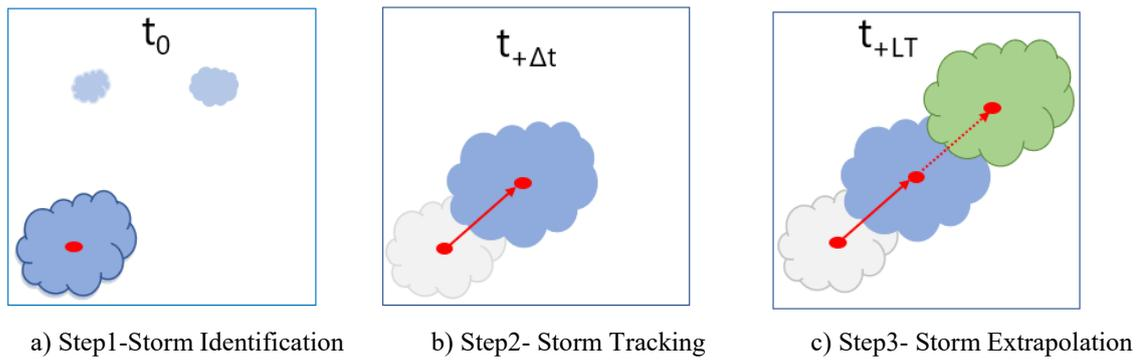 t0
t+Δt
t+LT
a) Step1-Storm Identification
b) Step2- Storm Tracking
c) Step3- Storm Extrapolation